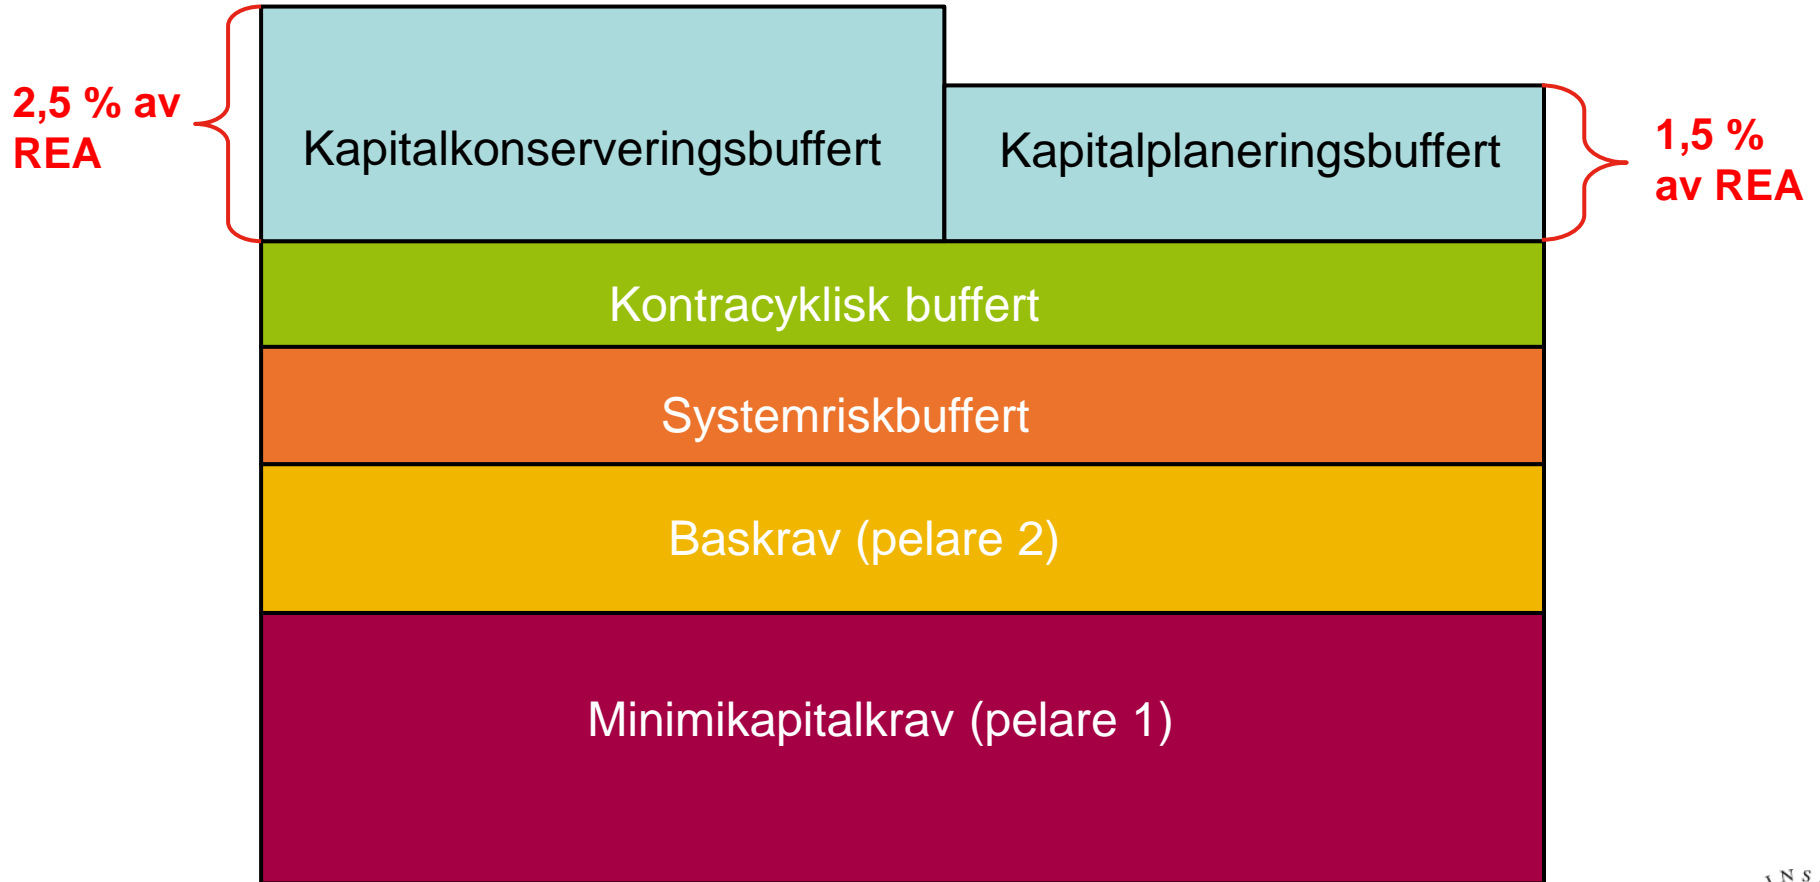 2,5 % av
REA
Kapitalkonserveringsbuffert
Kapitalplaneringsbuffert
1,5 %
av REA
Kontracyklisk buffert
Systemriskbuffert
Baskrav (pelare 2)
Minimikapitalkrav (pelare 1)